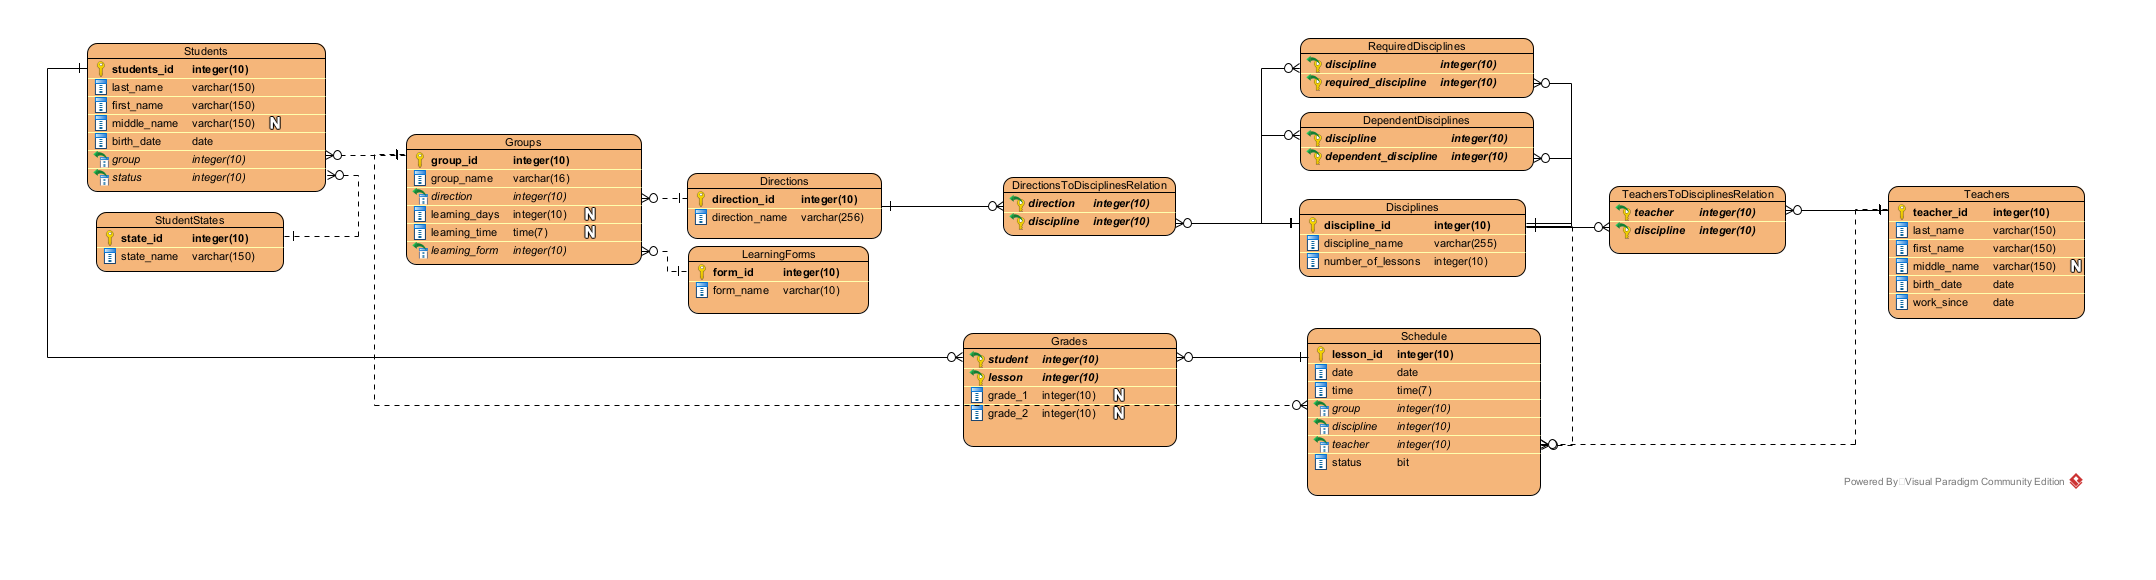 Students
students_id integer(10)
last_name varchar(150)
first_name varchar(150)
middle_name varchar(150) N
birth_date date
group integer(10)
status integer(10)
StudentStates
state_id integer(10)
state_name varchar(150)
Groups
group_id integer(10)
group_name varchar(16)
direction integer(10)
learning_days integer(10) N
learning_time time(7) N
learning_form integer(10)
Directions
direction_id integer(10)
direction_name varchar(256)
LearningForms
form_id integer(10)
form_name varchar(10)
DirectionsToDisciplinesRelation
direction integer(10)
discipline integer(10)
RequiredDisciplines
discipline integer(10)
required_discipline integer(10)
DependentDisciplines
discipline integer(10)
dependent_discipline integer(10)
Disciplines
discipline_id integer(10)
discipline_name varchar(255)
number_of_lessons integer(10)
TeachersToDisciplinesRelation
teacher integer(10)
discipline integer(10)
Teachers
teacher_id integer(10)
last_name varchar(150)
first_name varchar(150)
middle_name varchar(150) N
birth_date date
work_since date
Grades
student integer(10)
lesson integer(10)
grade_1 integer(10) N
grade_2 integer(10) N
Schedule
lesson_id integer(10)
date date
time time(7)
group integer(10)
discipline integer(10)
teacher integer(10)
status bit
Powered By Visual Paradigm Community Edition